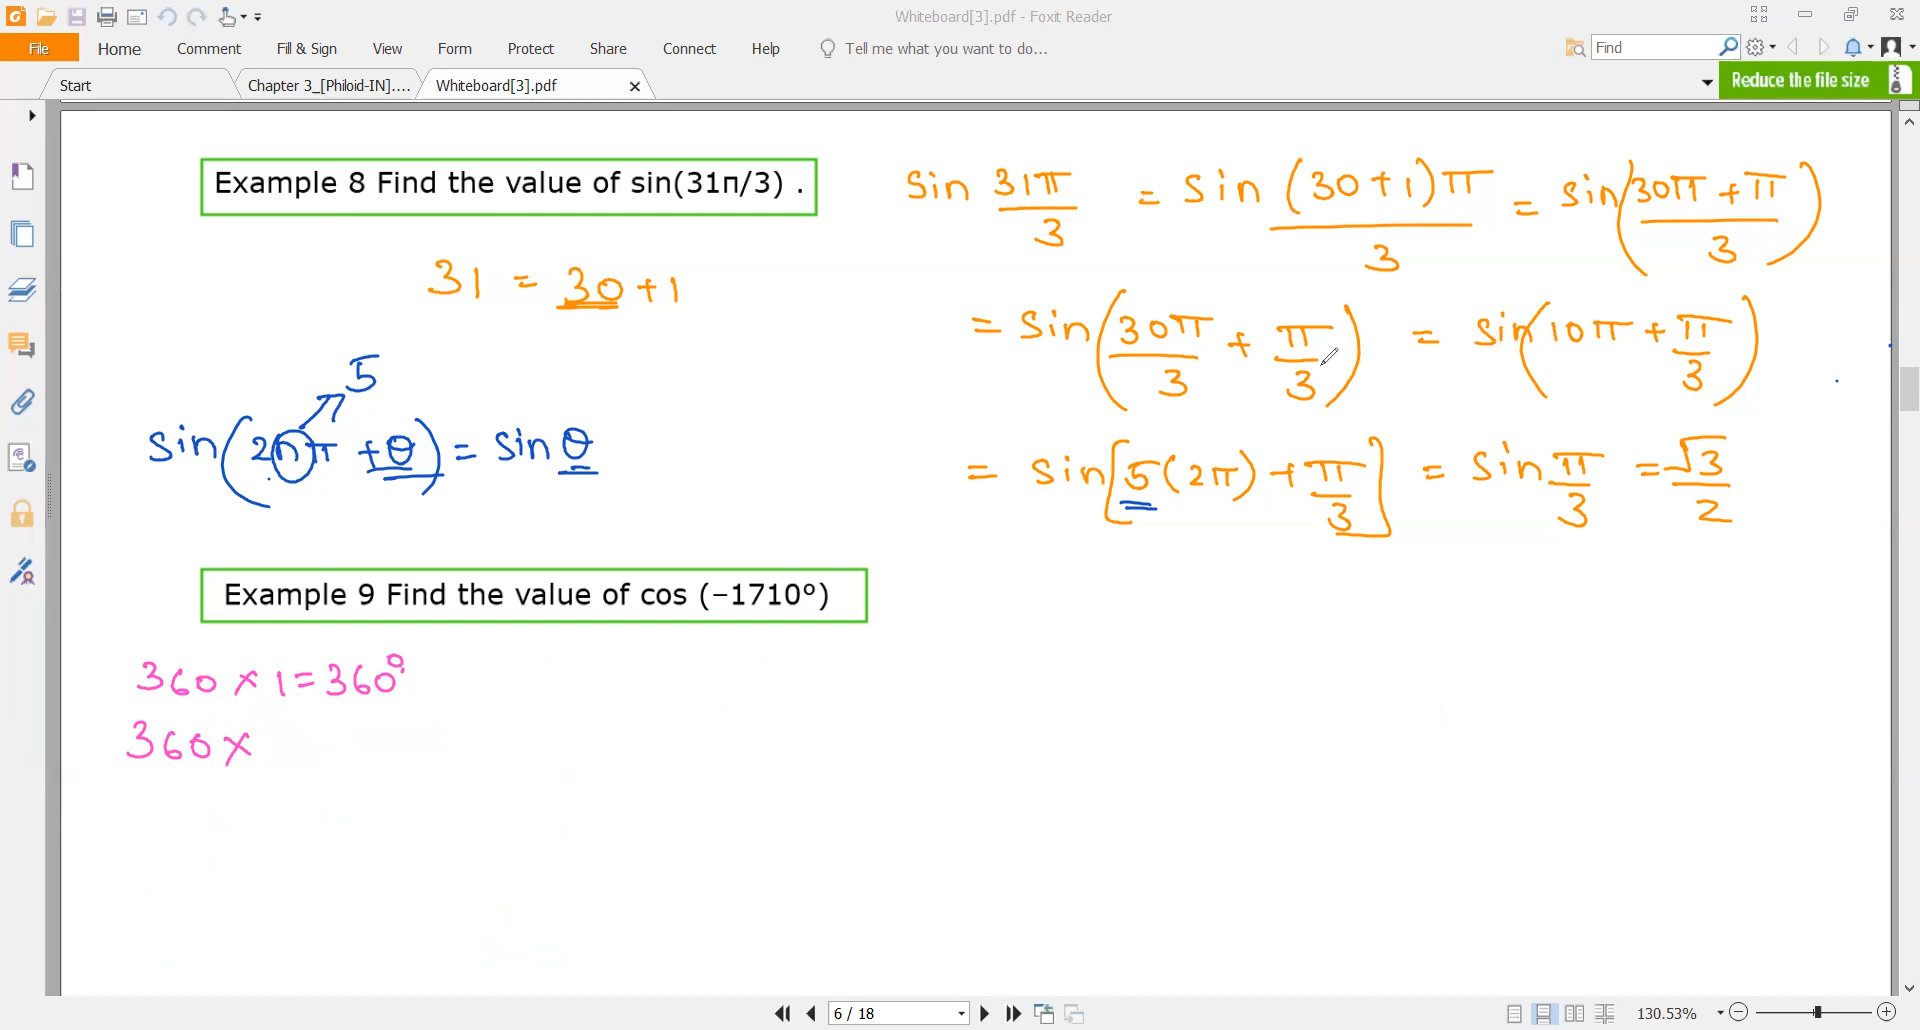 Whiteboard[3].pdf - Foxit Reader
File Home Comment Fill & Sign View Form Protect Share Connect Help Tell me what you want to do... Find
Start Chapter 3_[Philoid-IN].... Whiteboard[3].pdf Reduce the file size
Example 8 Find the value of sin(31π/3) .
31 = 30 + 1
5
sin(2nπ + θ) = sin θ
sin 31π/3 = sin (30+1)π/3 = sin(30π + π/3)
= sin(30π/3 + π/3) = sin(10π + π/3)
= sin[5(2π) + π/3] = sin π/3 = √3/2
Example 9 Find the value of cos (−1710°)
360 × 1 = 360°
360 ×
6 / 18 130.53%